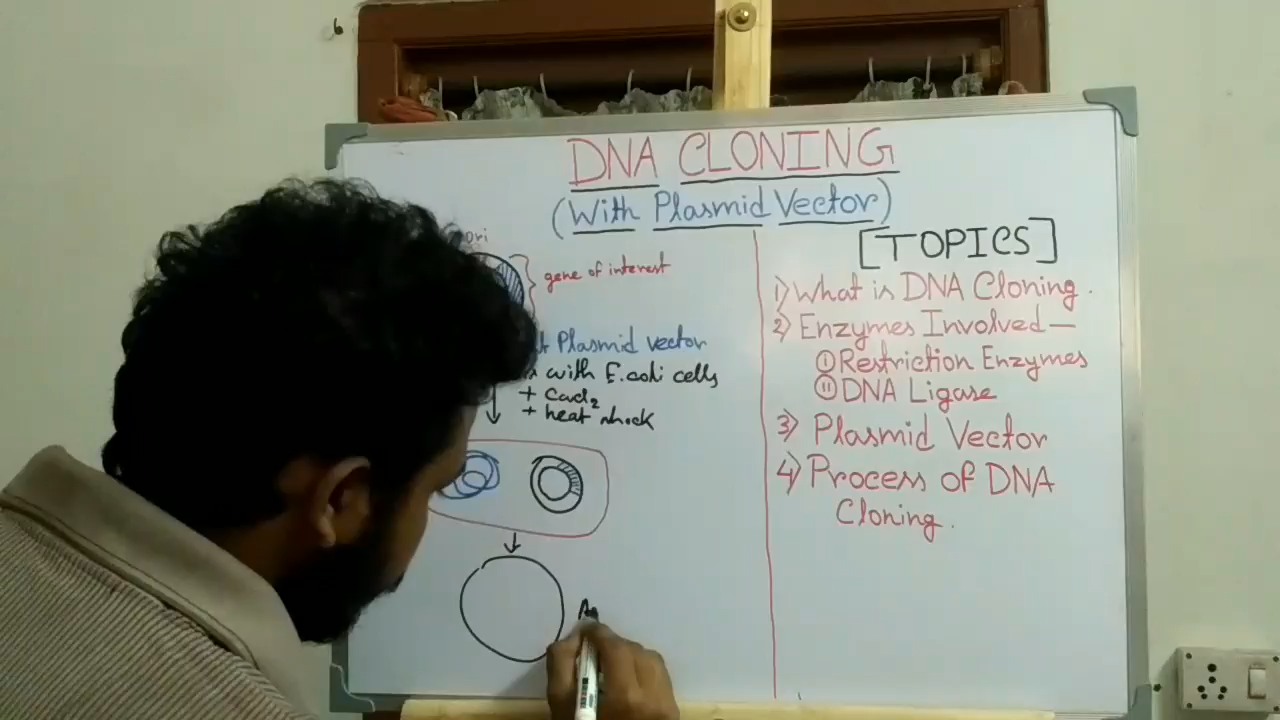 DNA CLONING
(With Plasmid Vector)
ori
gene of interest
Plasmid vector
with E.coli cells
+ CaCl2
+ heat shock
[TOPICS]
1) What is DNA Cloning.
2) Enzymes Involved—
① Restriction Enzymes
② DNA Ligase
3) Plasmid Vector
4) Process of DNA
Cloning.